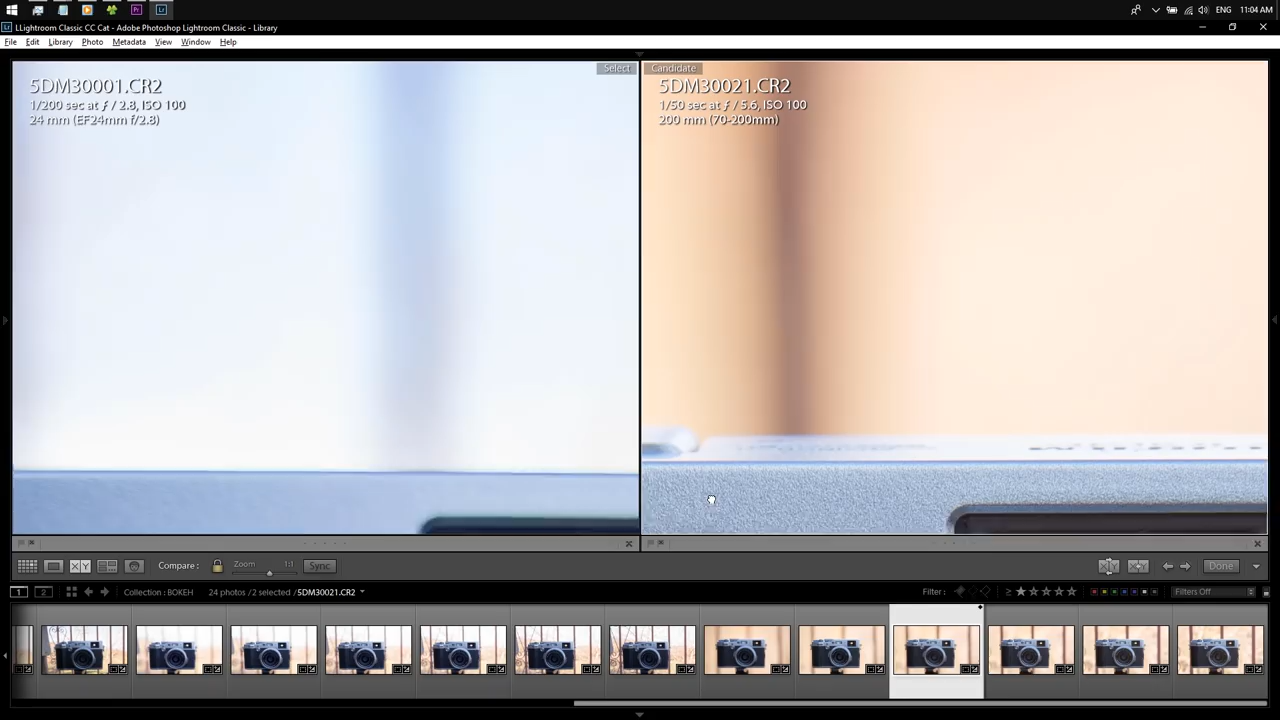 ENG 11:04 AM
LLightroom Classic CC Cat - Adobe Photoshop Lightroom Classic - Library
File Edit Library Photo Metadata View Window Help
Select
5DM30001.CR2
1/200 sec at ƒ / 2.8, ISO 100
24 mm (EF24mm f/2.8)
Candidate
5DM30021.CR2
1/50 sec at ƒ / 5.6, ISO 100
200 mm (70-200mm)
XY Compare : Zoom 1:1 Sync Done
1 2 Collection : BOKEH 24 photos / 2 selected / 5DM30021.CR2 Filter : ≥ Filters Off